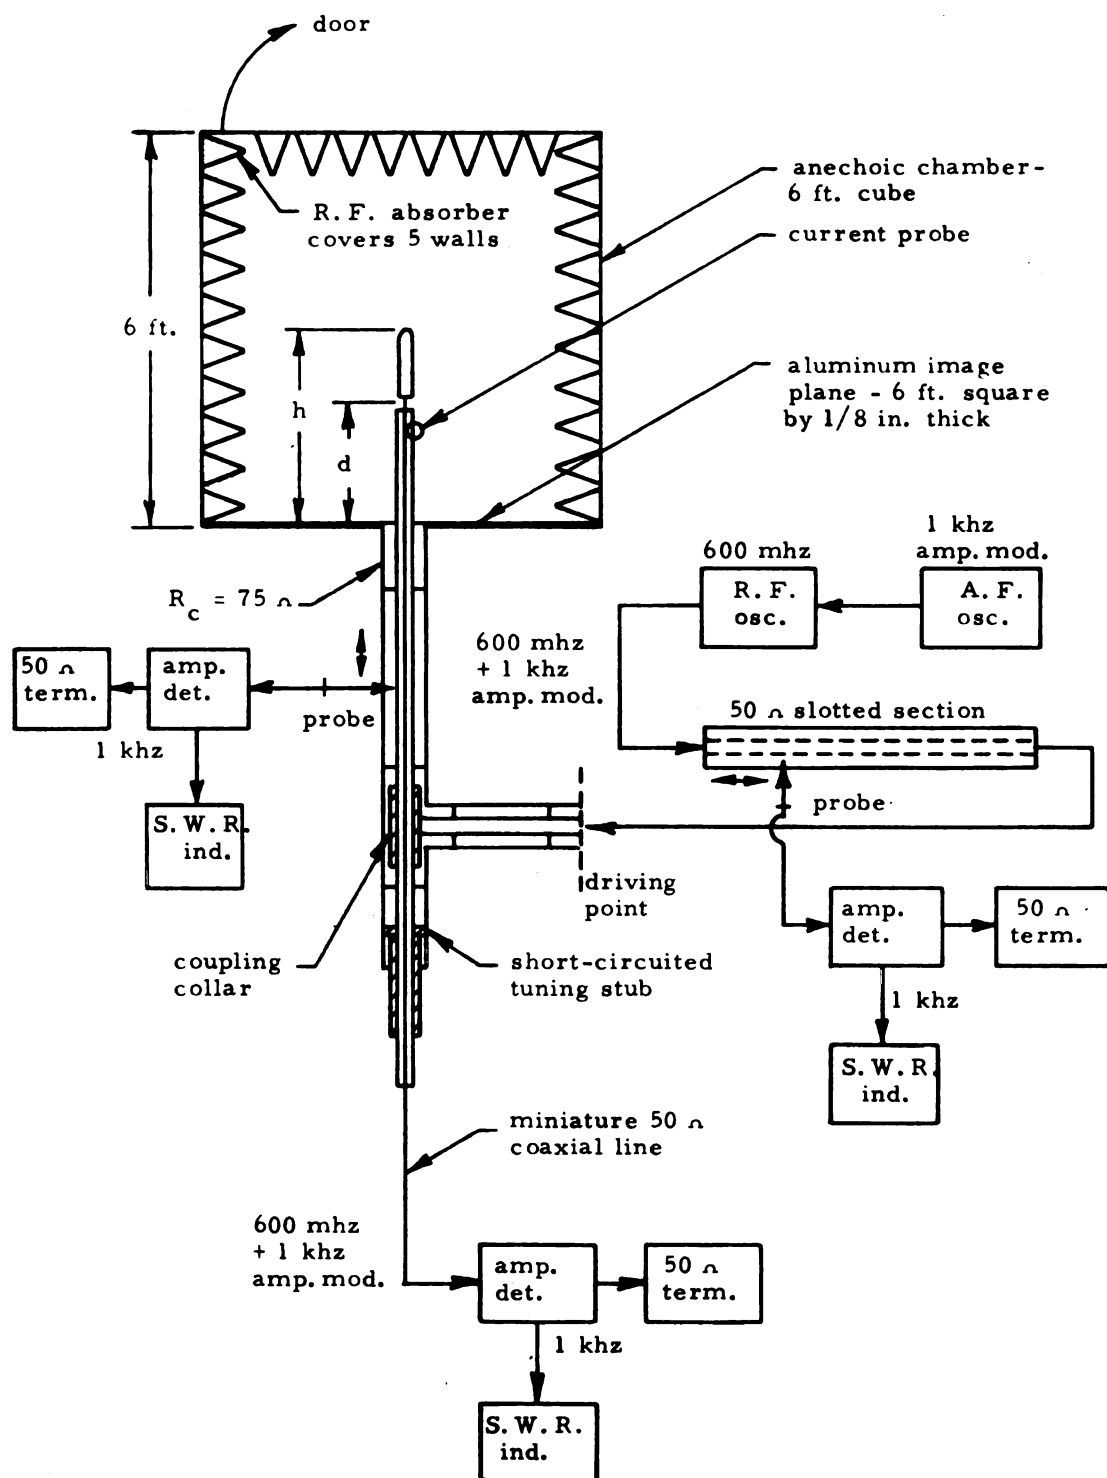 door
R. F. absorber
covers 5 walls
anechoic chamber-
6 ft. cube
current probe
6 ft.
h
d
aluminum image
plane - 6 ft. square
by 1/8 in. thick
R_c = 75 Ω
600 mhz
1 khz
amp. mod.
R. F.
osc.
A. F.
osc.
600 mhz
+ 1 khz
amp. mod.
50 Ω
term.
amp.
det.
probe
1 khz
S. W. R.
ind.
50 Ω slotted section
probe
driving
point
coupling
collar
short-circuited
tuning stub
amp.
det.
50 Ω
term.
1 khz
S. W. R.
ind.
miniature 50 Ω
coaxial line
600 mhz
+ 1 khz
amp. mod.
amp.
det.
50 Ω
term.
1 khz
S. W. R.
ind.